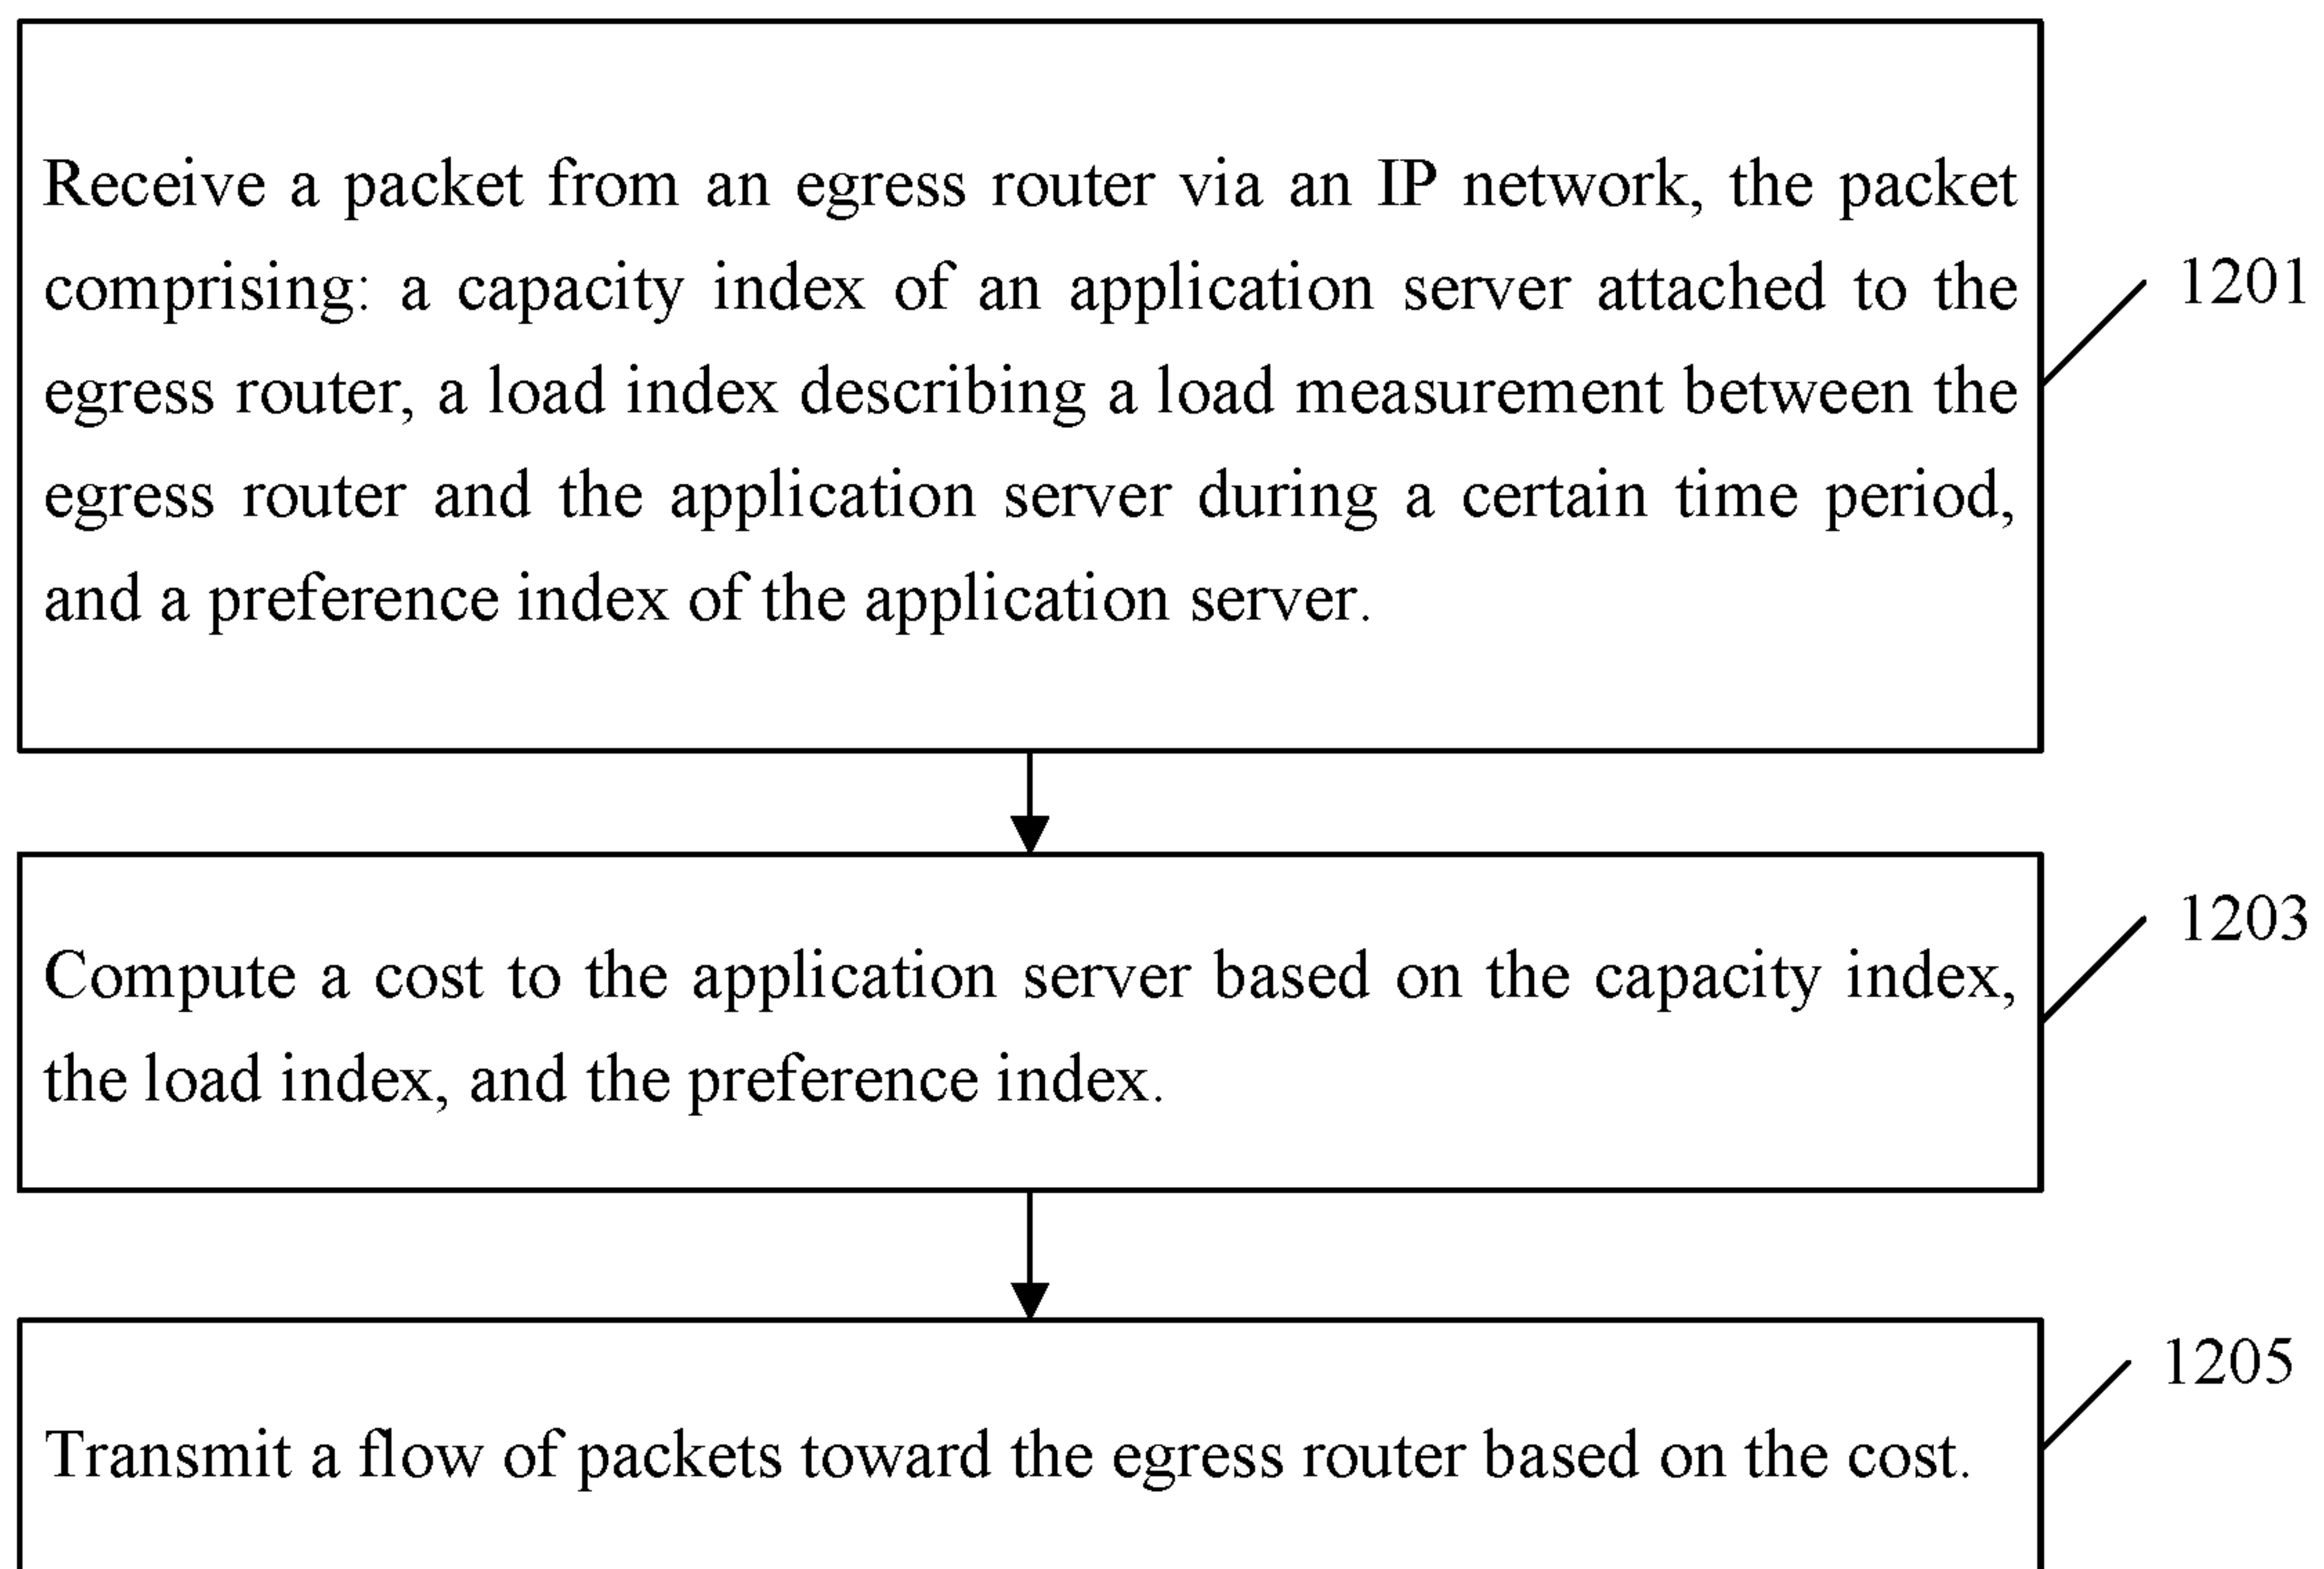 Receive a packet from an egress router via an IP network, the packet
comprising: a capacity index of an application server attached to the
egress router, a load index describing a load measurement between the
egress router and the application server during a certain time period,
and a preference index of the application server.
1201
Compute a cost to the application server based on the capacity index,
the load index, and the preference index.
1203
Transmit a flow of packets toward the egress router based on the cost.
1205